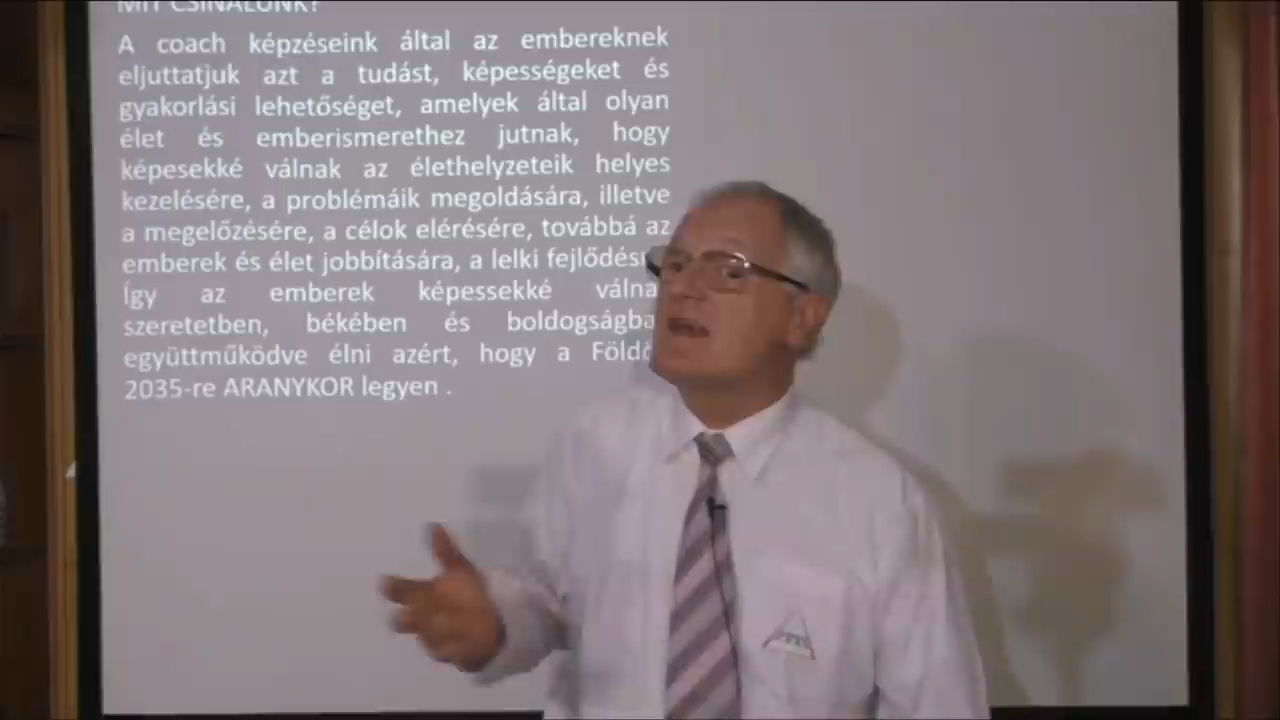 MIT CSINÁLUNK?
A coach képzéseink által az embereknek
eljuttatjuk azt a tudást, képességeket és
gyakorlási lehetőséget, amelyek által olyan
élet és emberismerethez jutnak, hogy
képesekké válnak az élethelyzeteik helyes
kezelésére, a problémáik megoldására, illetve
a megelőzésére, a célok elérésére, továbbá az
emberek és élet jobbítására, a lelki
Így az emberek képessekké
szeretetben, békében és
együttműködve élni azért, hogy a
2035-re ARANYKOR legyen .